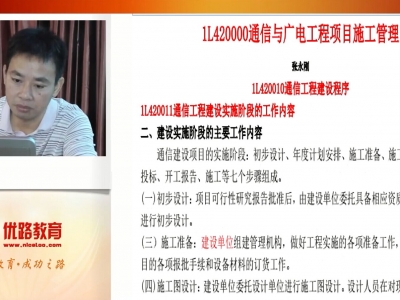 1L420000通信与广电工程项目施工管理
张永刚
1L420010通信工程建设程序
1L420011通信工程建设实施阶段的工作内容
二、建设实施阶段的主要工作内容
通信建设项目的实施阶段：初步设计、年度计划安排、施工准备、施工
投标、开工报告、施工等七个步骤组成。
(一)初步设计：项目可行性研究报告批准后，由建设单位委托具备相应资质
进行初步设计。
(三）施工准备：建设单位组建管理机构，做好工程实施的各项准备工作，
目的各项报批手续和设备材料的订货工作。
(四)施工图设计：建设单位委托设计单位进行施工图设计。设计人员在对现
优路教育
www.niceloo.com
教育·成功之路